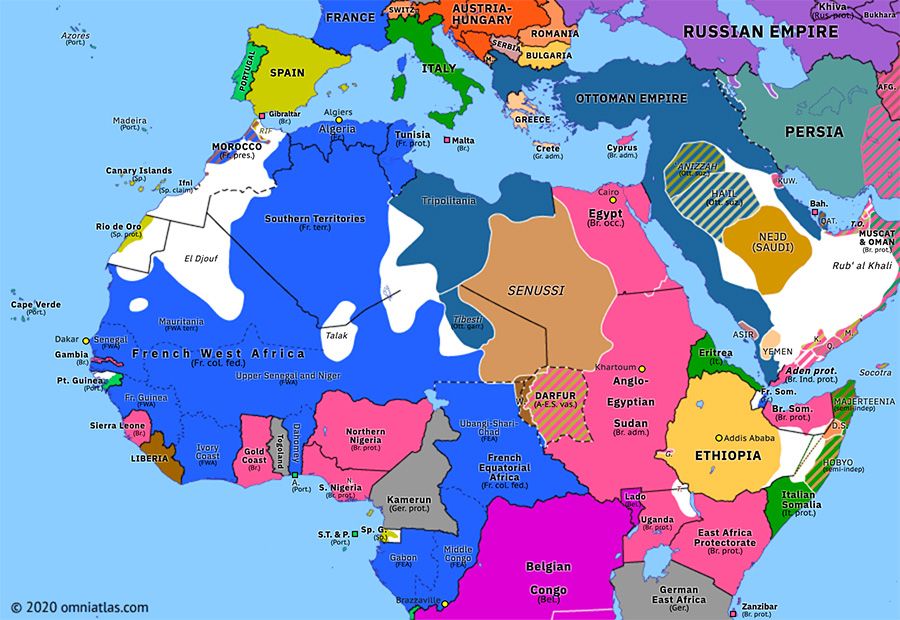 FRANCE
SWITZ
AUSTRIA-
HUNGARY
Khiva
(Rus. prot.)
Bukhara
RUSSIAN EMPIRE
ROMANIA
SERBIA
M.
BULGARIA
Azores
(Port.)
PORTUGAL
SPAIN
ITALY
OTTOMAN EMPIRE
GREECE
PERSIA
AFG.
Gibraltar
(Br.)
Algiers
Algeria
(Fr.)
Tunisia
(Fr. prot.)
Malta
(Br.)
Crete
(Gr. adm.)
Cyprus
(Br. adm.)
Madeira
(Port.)
RIF
MOROCCO
(Fr. pres.)
'ANIZZAH
(Ott. suz.)
KUW.
Canary Islands
(Sp.)
Ifni
(Sp. claim)
HA'IL
(Ott. suz.)
Cairo
Tripolitania
Egypt
(Br. occ.)
Bah.
(Br. prot.)
QAT.
T.O.
Rio de Oro
(Sp. prot.)
Southern Territories
(Fr. terr.)
NEJD
(SAUDI)
MUSCAT
& OMAN
(Br. prot.)
El Djouf
Rub' al Khali
SENUSSI
Cape Verde
(Port.)
Mauritania
(FWA terr.)
Tibesti
(Ott. garr.)
Talak
Dakar
Senegal
(FWA)
ASIR
K.
M.
Q.
YEMEN
Gambia
(Br.)
French West Africa
(Fr. col. fed.)
Khartoum
Eritrea
(It.)
Aden prot.
(Br. Ind. prot.)
Socotra
Pt. Guinea
(Port.)
Upper Senegal and Niger
(FWA)
Anglo-
Egyptian
Sudan
(Br. adm.)
DARFUR
(A-E.S. vas.)
Fr. Som.
Fr. Guinea
(FWA)
MAJERTEENIA
(semi-indep)
Br. Som.
(Br. prot.)
D.S.
Sierra Leone
(Br.)
Ivory
Coast
(FWA)
Gold
Coast
(Br.)
Togoland
Dahomey
Northern
Nigeria
(Br. prot.)
Ubangi-Shari-
Chad
(FEA)
Addis Ababa
ETHIOPIA
G.
LIBERIA
HOBYO
(semi-indep)
French
Equatorial
Africa
(Fr. col. fed.)
A.
(Port.)
S. Nigeria
(Br. prot.)
Kamerun
(Ger. prot.)
T.
Lado
(Bel.)
Italian
Somalia
(It. prot.)
Uganda
(Br. prot.)
East Africa
Protectorate
(Br. prot.)
S.T. & P.
(Port.)
Sp. G.
(Sp.)
Gabon
(FEA)
Middle
Congo
(FEA)
Belgian
Congo
(Bel.)
German
East Africa
(Ger.)
Brazzaville
Zanzibar
(Br. prot.)
© 2020 omniatlas.com